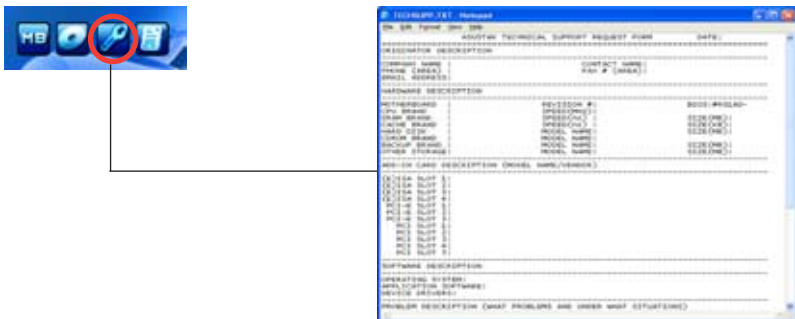 MB
TECHSUPP.TXT - Notepad
File Edit Format View Help
ASUSTEK TECHNICAL SUPPORT REQUEST FORM DATE:
ORIGINATOR DESCRIPTION
COMPANY NAME : CONTACT NAME:
PHONE (AREA) : FAX # (AREA):
EMAIL ADDRESS:
HARDWARE DESCRIPTION
MOTHERBOARD : REVISION #: BIOS:
CPU BRAND : SPEED(MHz):
DRAM BRAND : SPEED(ns) : SIZE(MB):
CACHE BRAND : SPEED(ns) : SIZE(KB):
HARD DISK : MODEL NAME: SIZE(MB):
CDROM BRAND : MODEL NAME:
BACKUP BRAND : MODEL NAME: SIZE(MB):
OTHER STORAGE: MODEL NAME: SIZE(MB):
ADD-ON CARD DESCRIPTION (MODEL NAME/VENDOR)
(E)ISA SLOT 1:
(E)ISA SLOT 2:
(E)ISA SLOT 3:
(E)ISA SLOT 4:
PCI-E SLOT 1:
PCI-E SLOT 2:
PCI-E SLOT 3:
PCI SLOT 1:
PCI SLOT 2:
PCI SLOT 3:
PCI SLOT 4:
PCI SLOT 5:
SOFTWARE DESCRIPTION
OPERATING SYSTEM:
APPLICATION SOFTWARE:
DEVICE DRIVERS:
PROBLEM DESCRIPTION (WHAT PROBLEMS AND UNDER WHAT SITUATIONS)